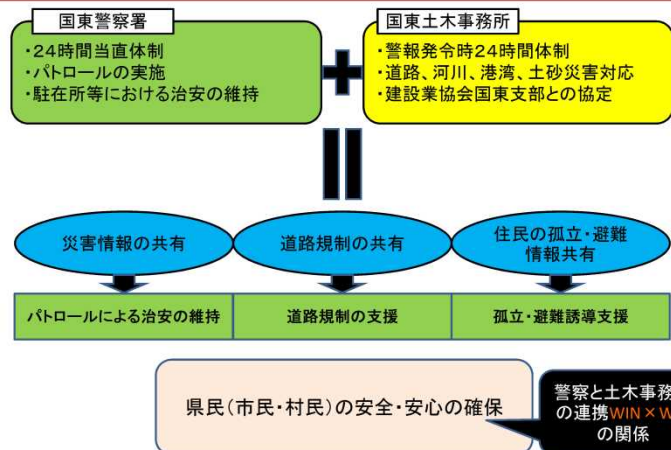 国東警察署
・24時間当直体制
・パトロールの実施
・駐在所等における治安の維持
国東土木事務所
・警報発令時24時間体制
・道路、河川、港湾、土砂災害対応
・建設業協会国東支部との協定
災害情報の共有
道路規制の共有
住民の孤立・避難
情報共有
パトロールによる治安の維持
道路規制の支援
孤立・避難誘導支援
県民(市民・村民)の安全・安心の確保
警察と土木事務
の連携WIN×W
の関係